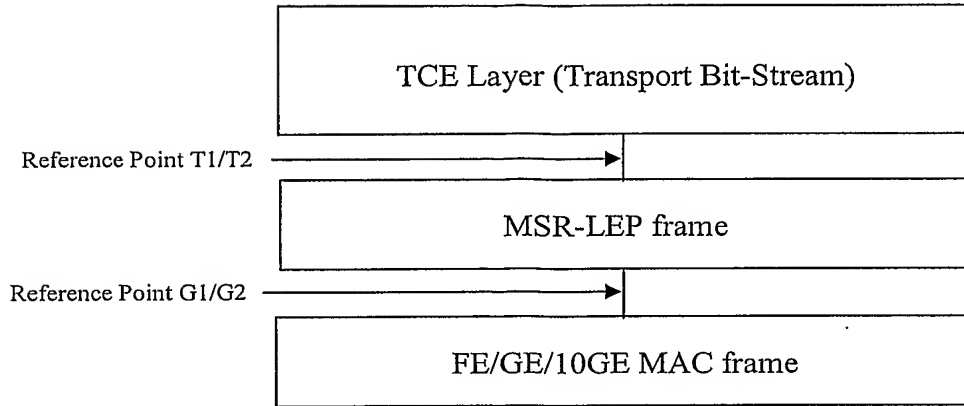 TCE Layer (Transport Bit-Stream)
Reference Point T1/T2
MSR-LEP frame
Reference Point G1/G2
FE/GE/10GE MAC frame